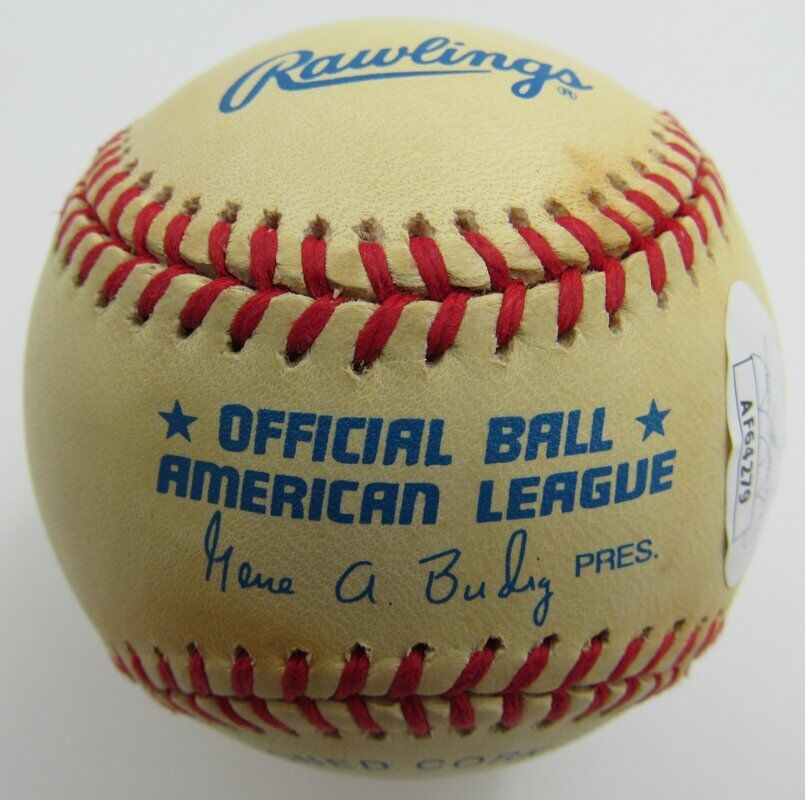 Rawlings®
★ OFFICIAL BALL ★
AMERICAN LEAGUE
Gene A. Budig PRES.
AF64279